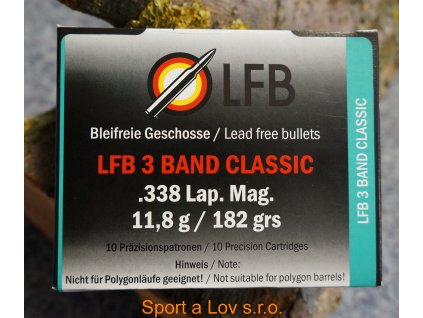 LFB
Bleifreie Geschosse / Lead free bullets
LFB 3 BAND CLASSIC
.338 Lap. Mag.
11,8 g / 182 grs
10 Präzisionspatronen / 10 Precision Cartridges
Hinweis / Note:
Nicht für Polygonläufe geeignet! / Not suitable for polygon barrels!
LFB 3 BAND CLASSIC
Sport a Lov s.r.o.